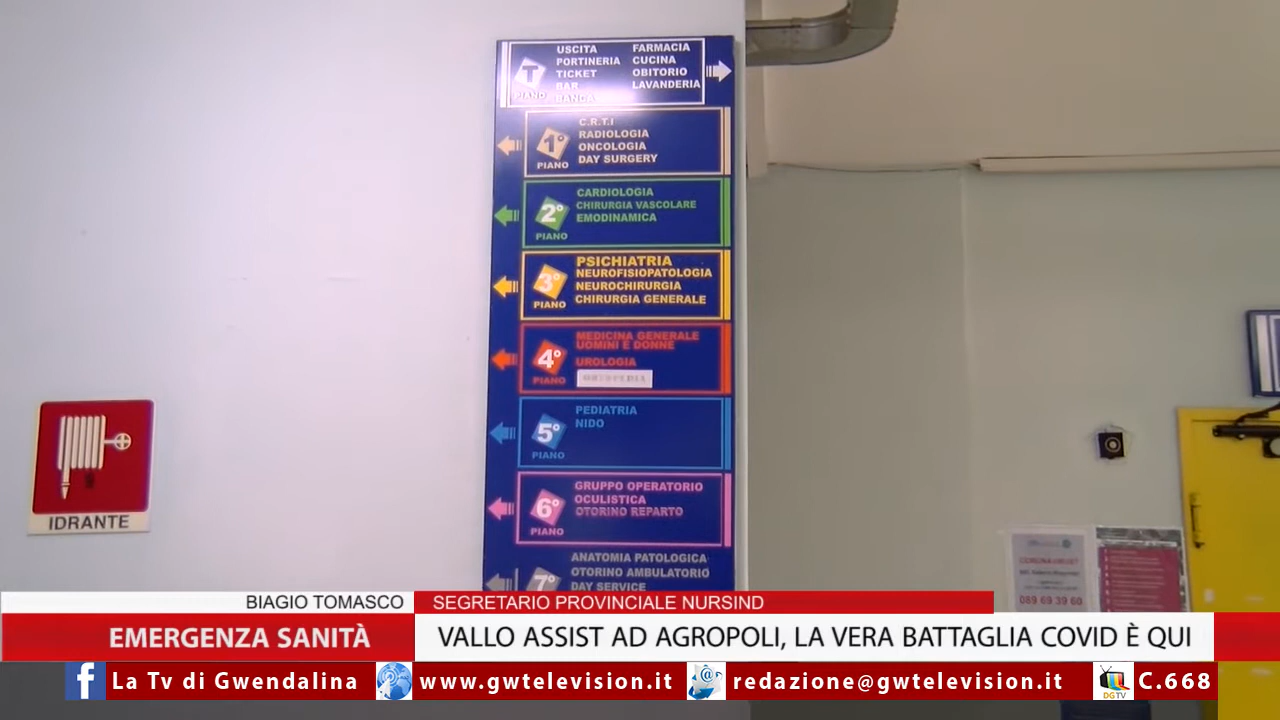 USCITA
PORTINERIA
TICKET
BAR
BANCA
FARMACIA
CUCINA
OBITORIO
LAVANDERIA
T
PIANO
1°
PIANO
C.R.T.I
RADIOLOGIA
ONCOLOGIA
DAY SURGERY
2°
PIANO
CARDIOLOGIA
CHIRURGIA VASCOLARE
EMODINAMICA
3°
PIANO
PSICHIATRIA
NEUROFISIOPATOLOGIA
NEUROCHIRURGIA
CHIRURGIA GENERALE
4°
PIANO
MEDICINA GENERALE
UOMINI E DONNE
UROLOGIA
5°
PIANO
PEDIATRIA
NIDO
6°
PIANO
GRUPPO OPERATORIO
OCULISTICA
OTORINO REPARTO
7°
ANATOMIA PATOLOGICA
OTORINO AMBULATORIO
DAY SERVICE
IDRANTE
089 69 39 60
BIAGIO TOMASCO
SEGRETARIO PROVINCIALE NURSIND
EMERGENZA SANITÀ
VALLO ASSIST AD AGROPOLI, LA VERA BATTAGLIA COVID È QUI
f La Tv di Gwendalina
www.gwtelevision.it
redazione@gwtelevision.it
DGTV
C.668